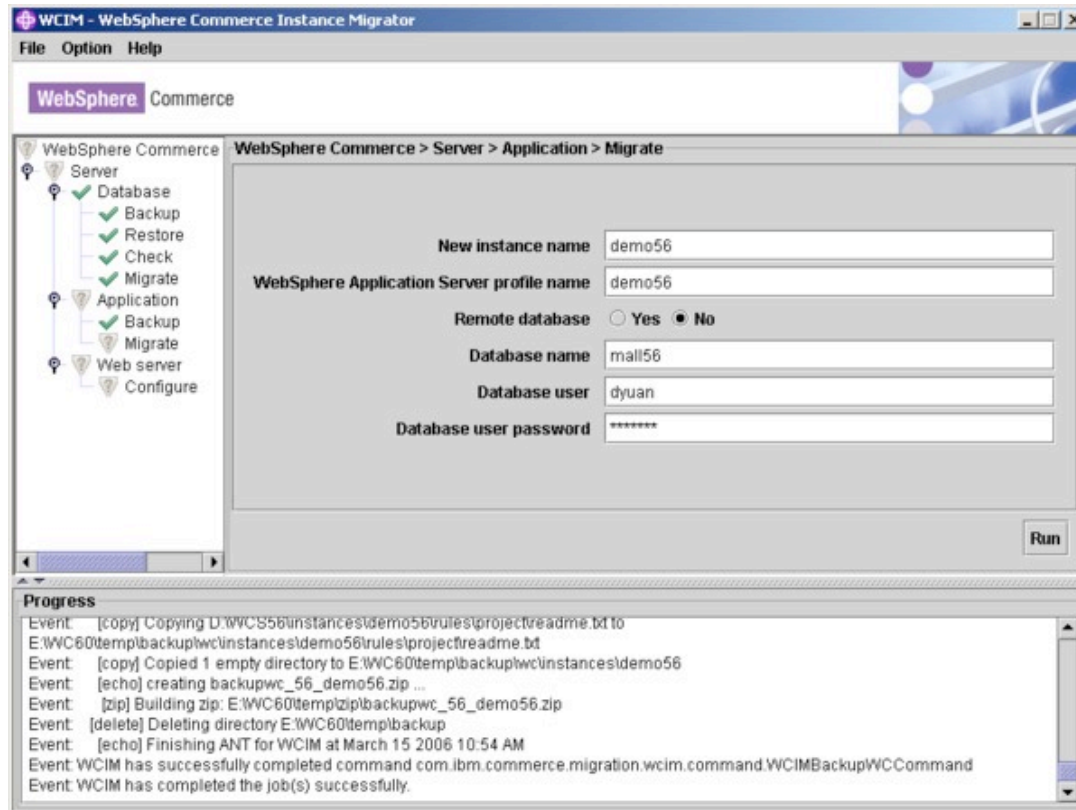 WCIM - WebSphere Commerce Instance Migrator
File Option Help
WebSphere Commerce
WebSphere Commerce
Server
Database
Backup
Restore
Check
Migrate
Application
Backup
Migrate
Web server
Configure
WebSphere Commerce > Server > Application > Migrate
New instance name demo56
WebSphere Application Server profile name demo56
Remote database Yes No
Database name mall56
Database user dyuan
Database user password *******
Run
Progress
Event: [copy] Copying D:\WCS56\instances\demo56\rules\project\readme.txt to
E:\WC60\temp\backup\wc\instances\demo56\rules\project\readme.txt
Event: [copy] Copied 1 empty directory to E:\WC60\temp\backup\wc\instances\demo56
Event: [echo] creating backupwc_56_demo56.zip ...
Event: [zip] Building zip: E:\WC60\temp\zip\backupwc_56_demo56.zip
Event: [delete] Deleting directory E:\WC60\temp\backup
Event: [echo] Finishing ANT for WCIM at March 15 2006 10:54 AM
Event: WCIM has successfully completed command com.ibm.commerce.migration.wcim.command.WCIMBackupWCCommand
Event: WCIM has completed the job(s) successfully.